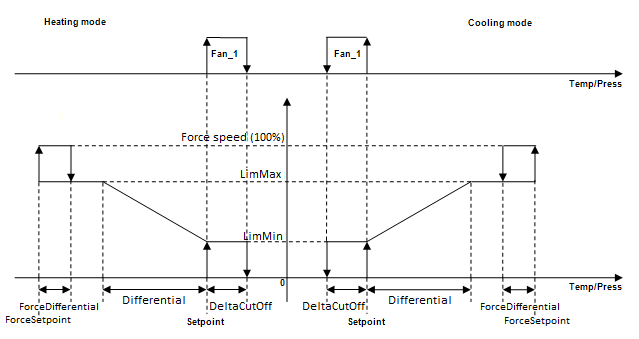 Heating mode
Cooling mode
Fan_1
Fan_1
Temp/Press
Force speed (100%)
LimMax
LimMin
0
Temp/Press
ForceDifferential
Differential
DeltaCutOff
DeltaCutOff
Differential
ForceDifferential
ForceSetpoint
Setpoint
Setpoint
ForceSetpoint